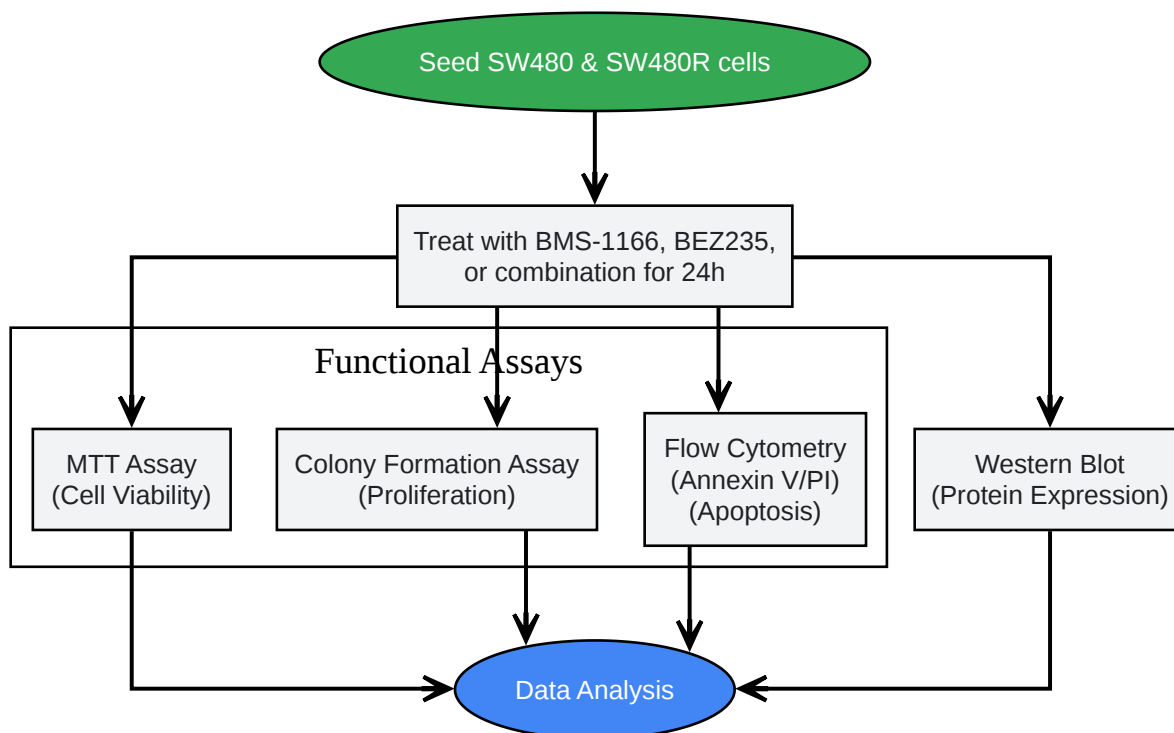 Seed SW480 & SW480R cells
Treat with BMS-1166, BEZ235,
or combination for 24h
Functional Assays
MTT Assay
(Cell Viability)
Colony Formation Assay
(Proliferation)
Flow Cytometry
(Annexin V/PI)
(Apoptosis)
Western Blot
(Protein Expression)
Data Analysis